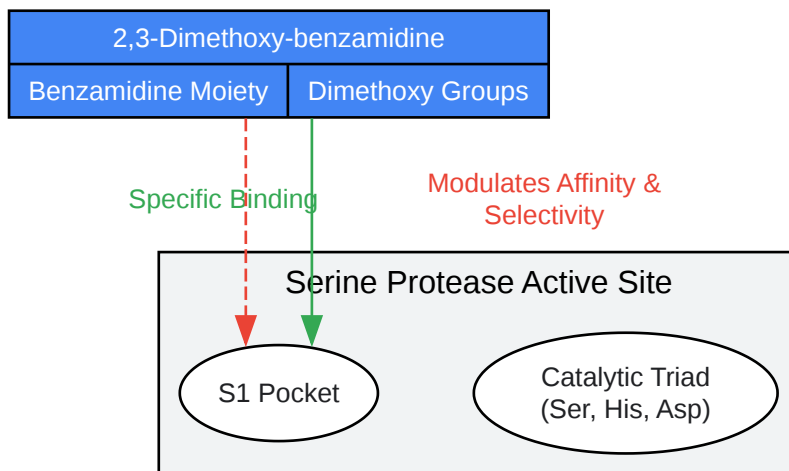 2,3-Dimethoxy-benzamidine
Benzamidine Moiety
Dimethoxy Groups
Specific Binding
Modulates Affinity &
Selectivity
Serine Protease Active Site
S1 Pocket
Catalytic Triad
(Ser, His, Asp)